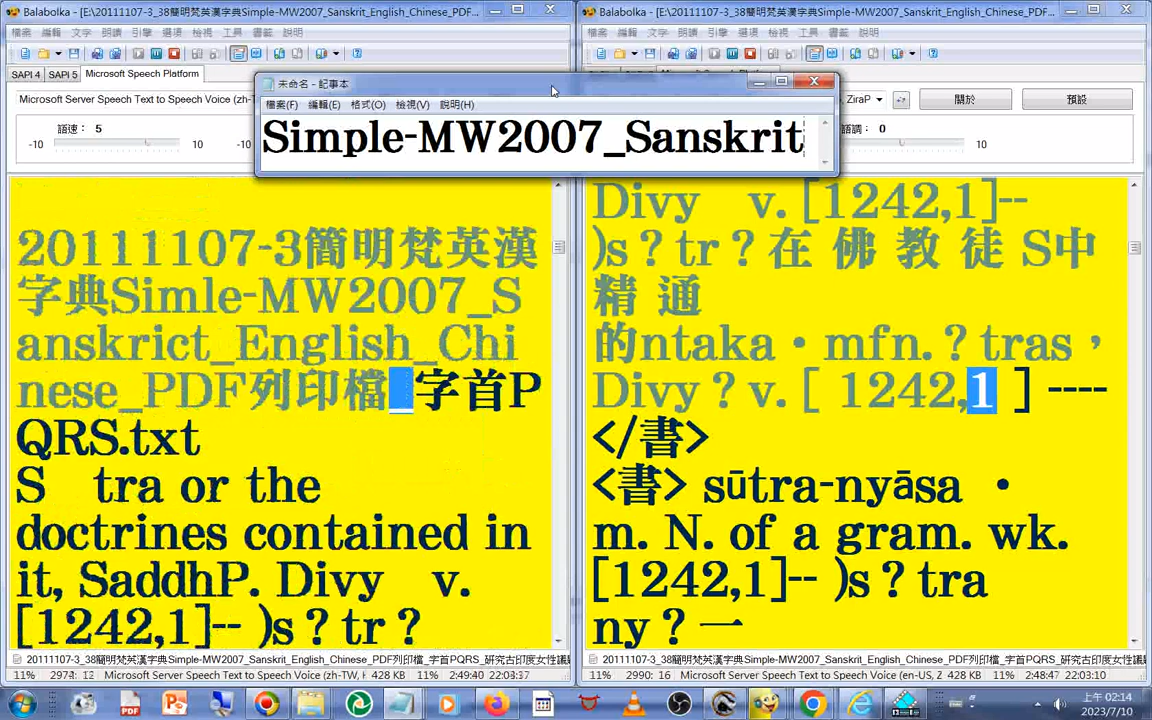 Balabolka - [E:\20111107-3_38簡明梵英漢字典Simple-MW2007_Sanskrit_English_Chinese_PDF...
檔案 編輯 文字 朗讀 引擎 選項 檢視 工具 書籤 說明
SAPI 4 SAPI 5 Microsoft Speech Platform
Microsoft Server Speech Text to Speech Voice (zh-
語速： 5
-10 10 -10
20111107-3簡明梵英漢
字典Simle-MW2007_S
anskrict_English_Chi
nese_PDF列印檔_字首P
QRS.txt
S tra or the
doctrines contained in
it, SaddhP. Divy v.
[1242,1]-- )s？tr？
20111107-3_38簡明梵英漢字典Simple-MW2007_Sanskrit_English_Chinese_PDF列印檔_字首PQRS_研究古印度女性議
11% 2974: 12 Microsoft Server Speech Text to Speech Voice (zh-TW, H 428 KB 11% 2:49:40 22:03:37
未命名 - 記事本
檔案(F) 編輯(E) 格式(O) 檢視(V) 說明(H)
Simple-MW2007_Sanskrit
Balabolka - [E:\20111107-3_38簡明梵英漢字典Simple-MW2007_Sanskrit_English_Chinese_PDF...
檔案 編輯 文字 朗讀 引擎 選項 檢視 工具 書籤 說明
, ZiraP 關於 預設
語調： 0
10
Divy v. [1242,1]--
)s？tr？在 佛 教 徒 S中
精 通
的ntaka・mfn.？tras，
Divy？v. [ 1242,1 ] ----
</書>
<書> sūtra-nyāsa ・
m. N. of a gram. wk.
[1242,1]-- )s？tra
ny？一
20111107-3_38簡明梵英漢字典Simple-MW2007_Sanskrit_English_Chinese_PDF列印檔_字首PQRS_研究古印度女性議
11% 2990: 16 Microsoft Server Speech Text to Speech Voice (en-US, Z 428 KB 11% 2:48:47 22:03:10
上午 02:14
2023/7/10